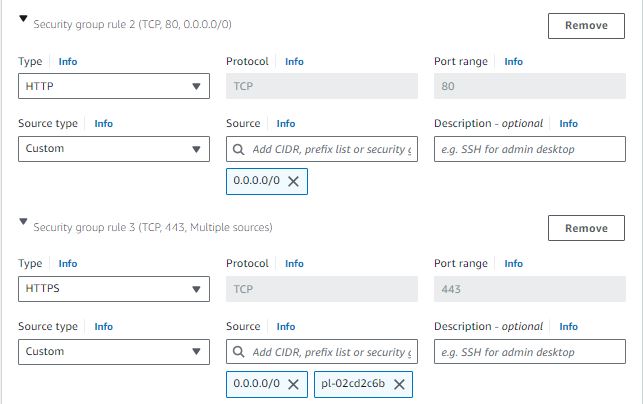 Security group rule 2 (TCP, 80, 0.0.0.0/0)
Remove
Type Info Protocol Info Port range Info
HTTP TCP 80
Source type Info Source Info Description - optional Info
Custom Add CIDR, prefix list or security g e.g. SSH for admin desktop
0.0.0.0/0
Security group rule 3 (TCP, 443, Multiple sources)
Remove
Type Info Protocol Info Port range Info
HTTPS TCP 443
Source type Info Source Info Description - optional Info
Custom Add CIDR, prefix list or security g e.g. SSH for admin desktop
0.0.0.0/0 pl-02cd2c6b